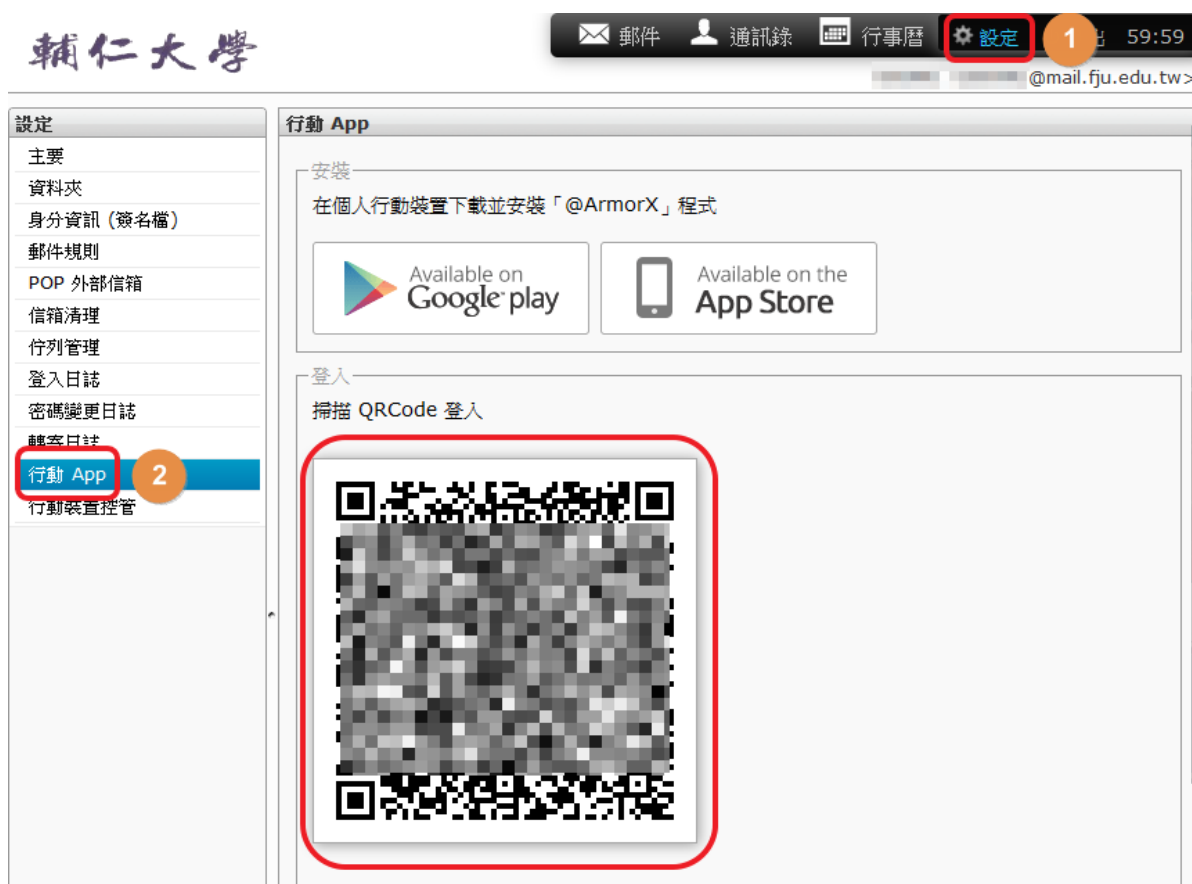 輔仁大學
郵件 通訊錄 行事曆 設定 1 59:59
@mail.fju.edu.tw>
設定
主要
資料夾
身分資訊 (簽名檔)
郵件規則
POP 外部信箱
信箱清理
佇列管理
登入日誌
密碼變更日誌
轉寄日誌
行動 App 2
行動裝置控管
行動 App
安裝
在個人行動裝置下載並安裝「@ArmorX」程式
Available on
Google play
Available on the
App Store
登入
掃描 QRCode 登入